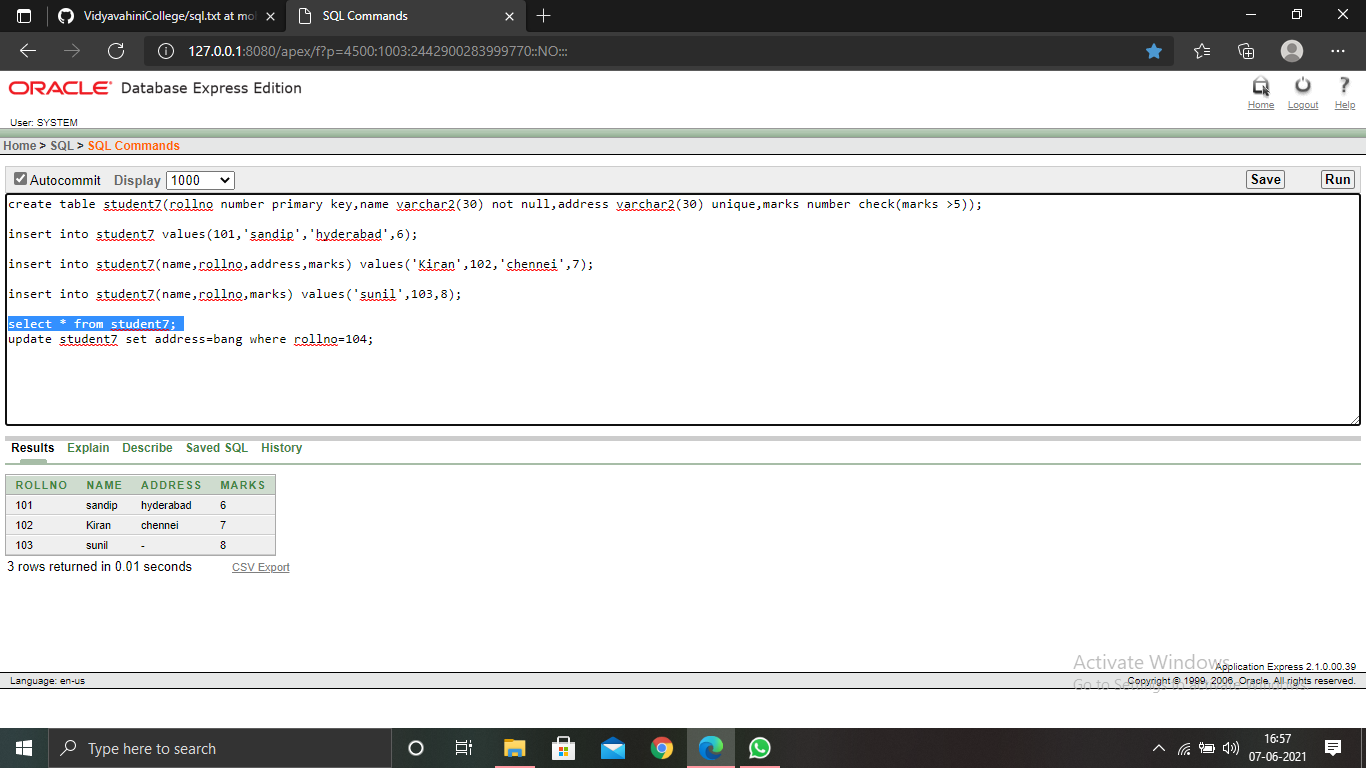 VidyavahiniCollege/sql.txt at mo
SQL Commands
127.0.0.1:8080/apex/f?p=4500:1003:2442900283999770::NO:::
ORACLE Database Express Edition
Home Logout Help
User: SYSTEM
Home > SQL > SQL Commands
Autocommit Display 1000 Save Run
create table student7(rollno number primary key,name varchar2(30) not null,address varchar2(30) unique,marks number check(marks >5));
insert into student7 values(101,'sandip','hyderabad',6);
insert into student7(name,rollno,address,marks) values('Kiran',102,'chennei',7);
insert into student7(name,rollno,marks) values('sunil',103,8);
select * from student7;
update student7 set address=bang where rollno=104;
Results Explain Describe Saved SQL History
ROLLNO NAME ADDRESS MARKS
101 sandip hyderabad 6
102 Kiran chennei 7
103 sunil - 8
3 rows returned in 0.01 seconds CSV Export
Activate Windows
Application Express 2.1.0.00.39
Go to Settings to activate Windows.
Language: en-us Copyright © 1999, 2006, Oracle. All rights reserved.
Type here to search
16:57
07-06-2021